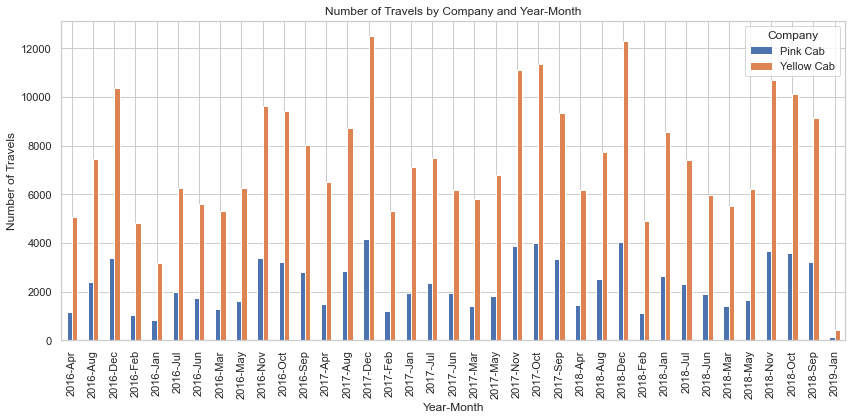 Number of Travels by Company and Year-Month
Company
Pink Cab
Yellow Cab
Number of Travels
12000
10000
8000
6000
4000
2000
0
2016-Apr
2016-Aug
2016-Dec
2016-Feb
2016-Jan
2016-Jul
2016-Jun
2016-Mar
2016-May
2016-Nov
2016-Oct
2016-Sep
2017-Apr
2017-Aug
2017-Dec
2017-Feb
2017-Jan
2017-Jul
2017-Jun
2017-Mar
2017-May
2017-Nov
2017-Oct
2017-Sep
2018-Apr
2018-Aug
2018-Dec
2018-Feb
2018-Jan
2018-Jul
2018-Jun
2018-Mar
2018-May
2018-Nov
2018-Oct
2018-Sep
2019-Jan
Year-Month